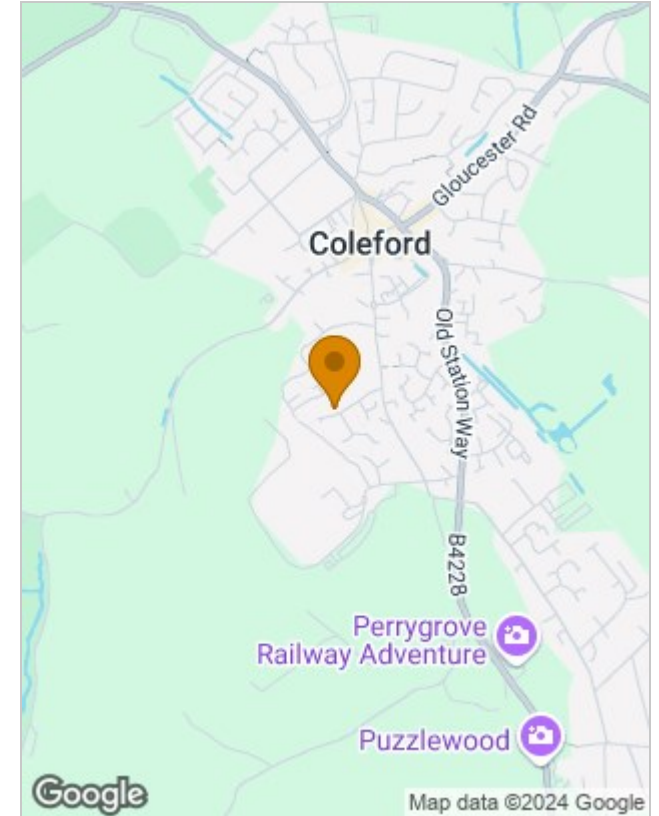 Gloucester Rd
Coleford
Old Station Way
B4228
Perrygrove
Railway Adventure
Puzzlewood
Google
Map data ©2024 Google